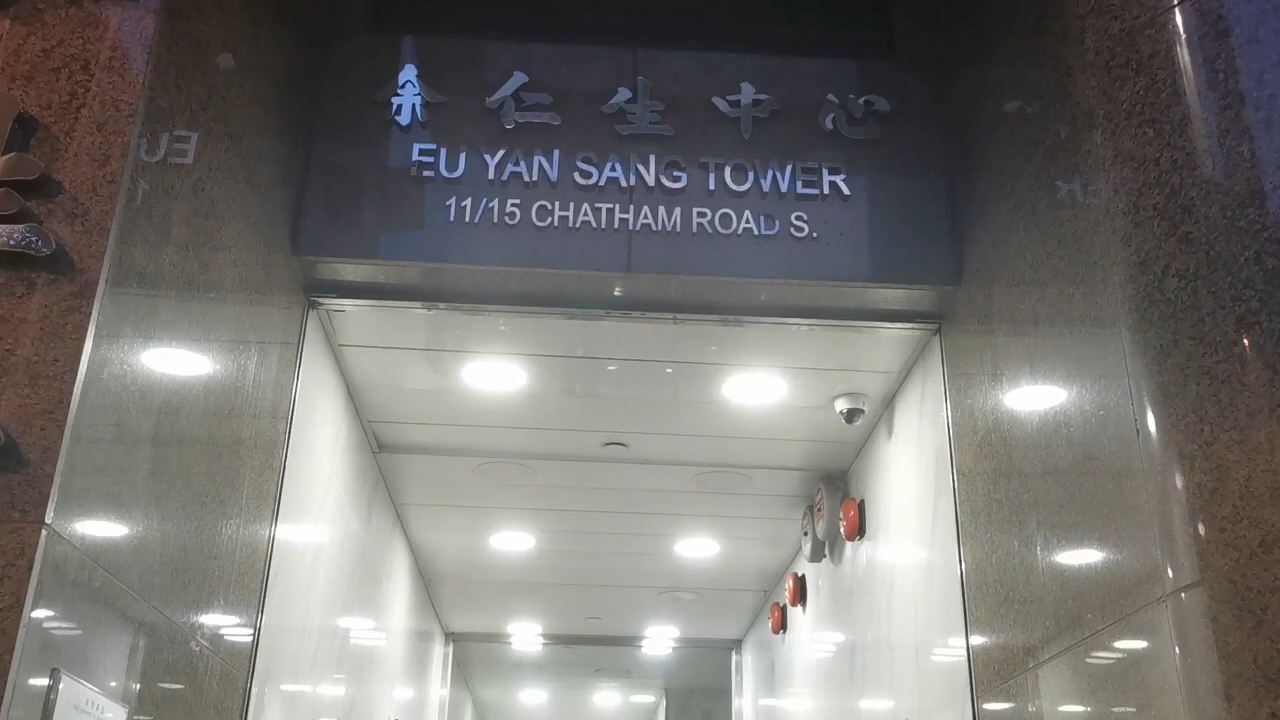 余仁生中心
EU YAN SANG TOWER
11/15 CHATHAM ROAD S.